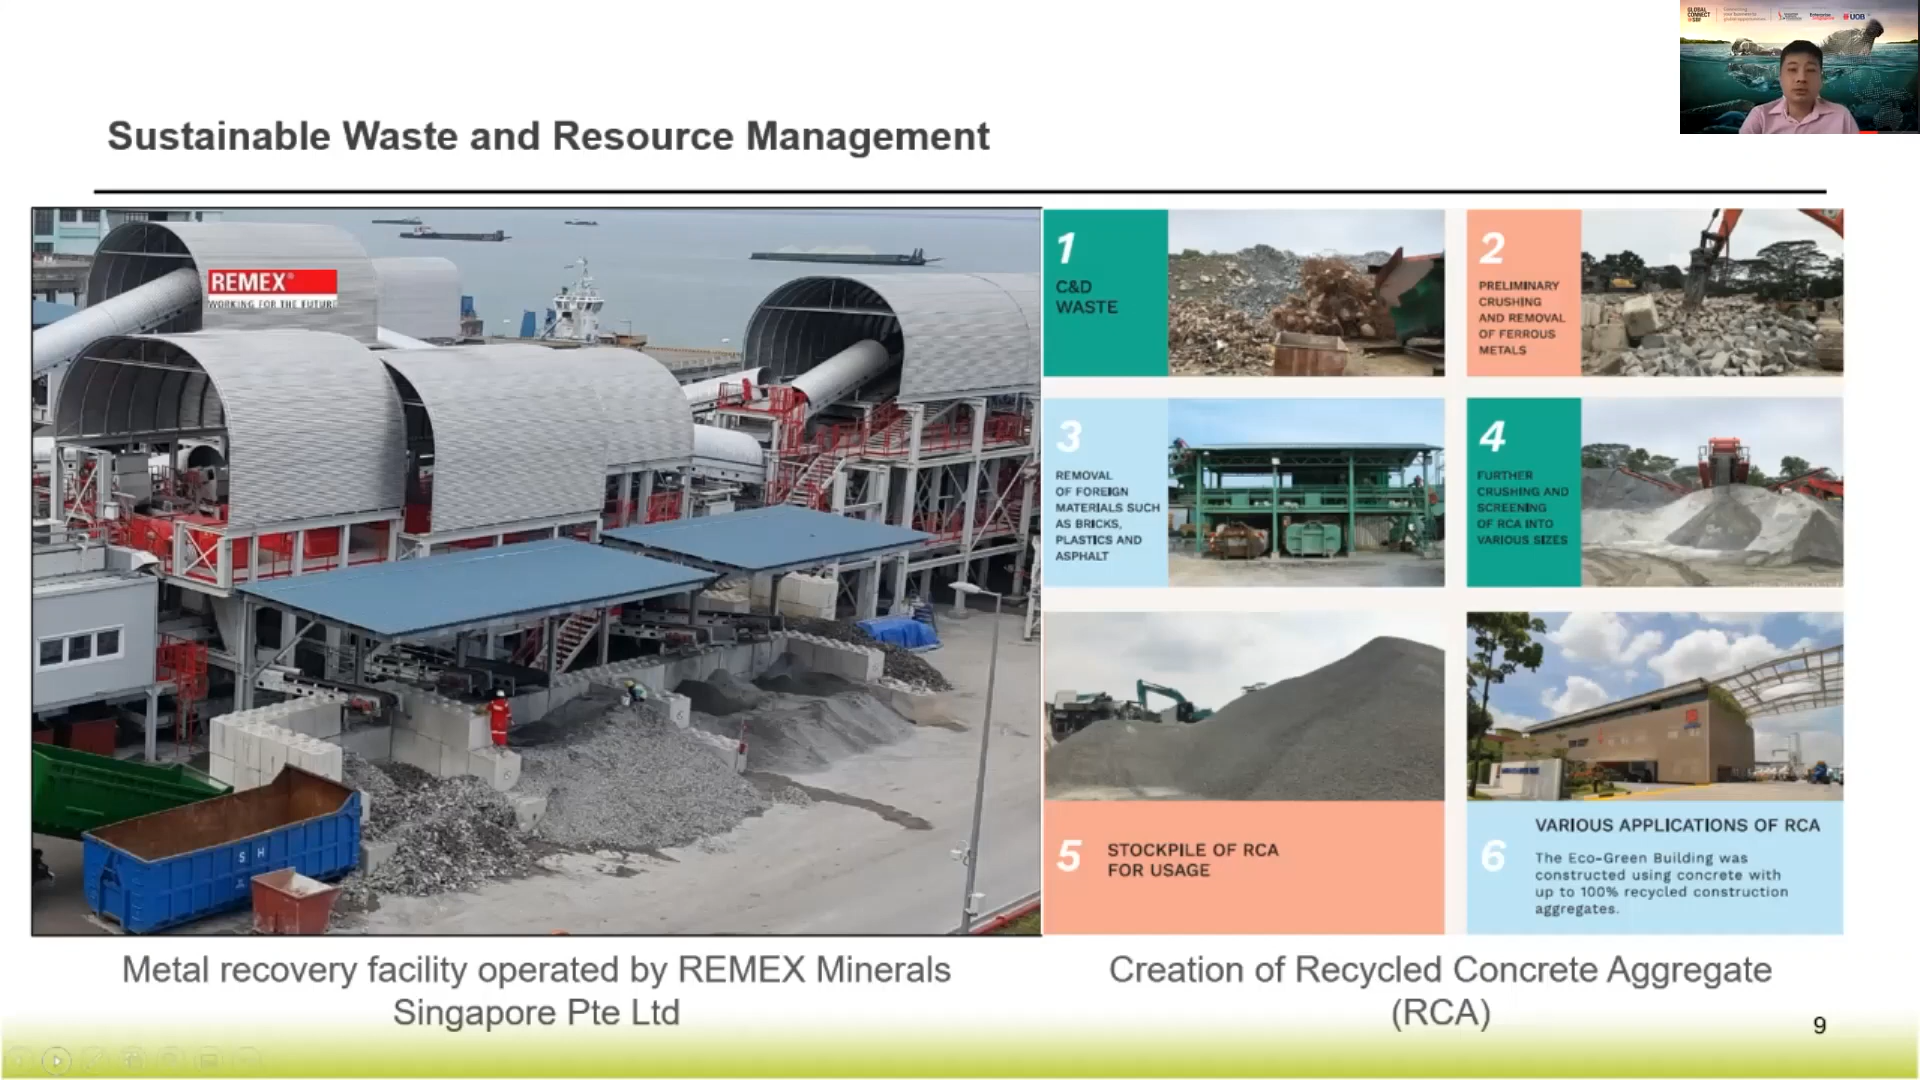 Sustainable Waste and Resource Management
GLOBAL
CONNECT
@SBF
UOB
REMEX®
WORKING FOR THE FUTURE
S H
1
C&D
WASTE
2
PRELIMINARY
CRUSHING
AND REMOVAL
OF FERROUS
METALS
3
REMOVAL
OF FOREIGN
MATERIALS SUCH
AS BRICKS,
PLASTICS AND
ASPHALT
4
FURTHER
CRUSHING AND
SCREENING
OF RCA INTO
VARIOUS SIZES
5
STOCKPILE OF RCA
FOR USAGE
6
VARIOUS APPLICATIONS OF RCA
The Eco-Green Building was
constructed using concrete with
up to 100% recycled construction
aggregates.
Metal recovery facility operated by REMEX Minerals
Singapore Pte Ltd
Creation of Recycled Concrete Aggregate
(RCA)
9